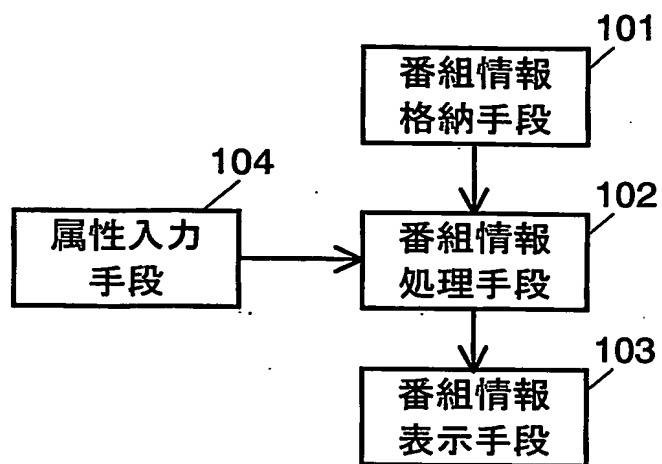 101
番組情報
格納手段
104
属性入力
手段
102
番組情報
処理手段
103
番組情報
表示手段